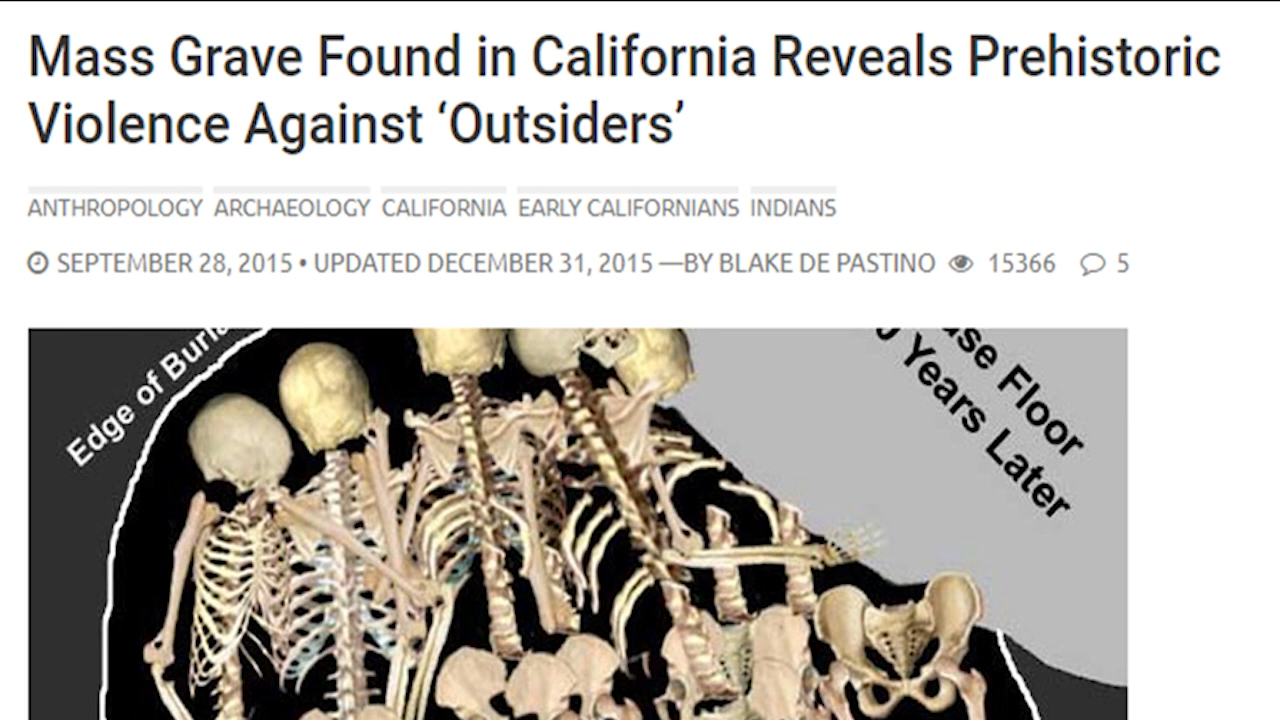 Mass Grave Found in California Reveals Prehistoric
Violence Against ‘Outsiders’
ANTHROPOLOGY ARCHAEOLOGY CALIFORNIA EARLY CALIFORNIANS INDIANS
SEPTEMBER 28, 2015 • UPDATED DECEMBER 31, 2015 —BY BLAKE DE PASTINO 15366 5
Edge of
Floor
Years Later